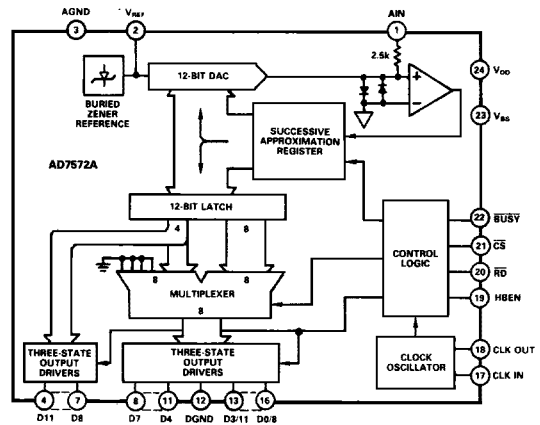 AGND
3
VREF
2
AIN
1
2.5k
BURIED
ZENER
REFERENCE
12-BIT DAC
+
−
24
VDD
23
VSS
AD7572A
SUCCESSIVE
APPROXIMATION
REGISTER
12-BIT LATCH
4
8
8
8
MULTIPLEXER
8
CONTROL
LOGIC
22
BUSY
21
CS
20
RD
19
HBEN
THREE-STATE
OUTPUT
DRIVERS
THREE-STATE
OUTPUT
DRIVERS
CLOCK
OSCILLATOR
18
CLK OUT
17
CLK IN
4
7
8
11
12
13
16
D11
D8
D7
D4
DGND
D3/11
D0/8